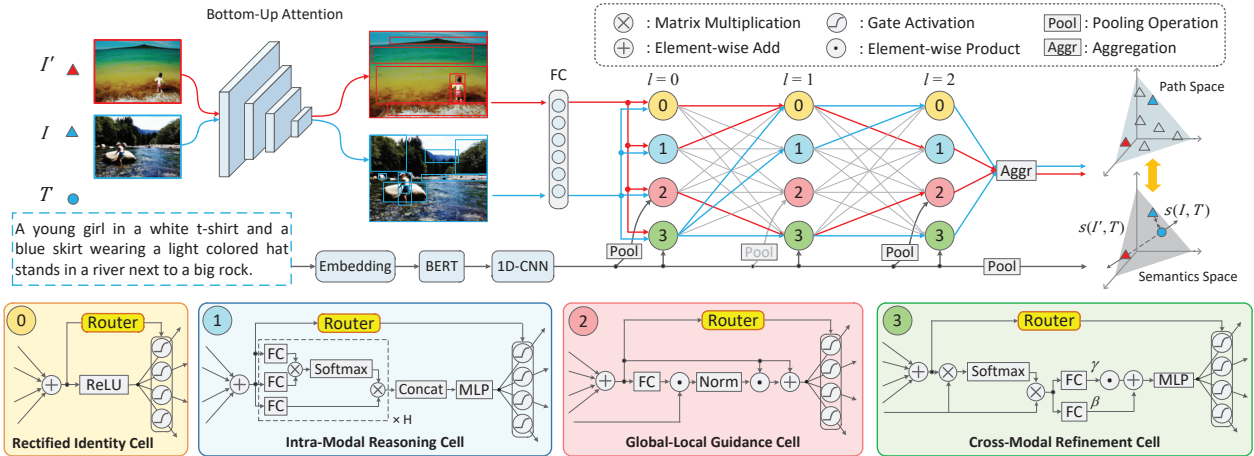 Bottom-Up Attention
I′
I
T
A young girl in a white t-shirt and a
blue skirt wearing a light colored hat
stands in a river next to a big rock.
Embedding
BERT
1D-CNN
FC
: Matrix Multiplication
: Gate Activation
Pool : Pooling Operation
: Element-wise Add
: Element-wise Product
Aggr : Aggregation
l = 0
l = 1
l = 2
0
0
0
1
1
1
2
2
2
3
3
3
Pool
Pool
Pool
Pool
Aggr
Path Space
s(I, T)
s(I′, T)
Semantics Space
0
Router
ReLU
Rectified Identity Cell
1
Router
FC
FC
FC
Softmax
Concat
MLP
× H
Intra-Modal Reasoning Cell
2
Router
FC
Norm
Global-Local Guidance Cell
3
Router
Softmax
FC
γ
FC
β
MLP
Cross-Modal Refinement Cell